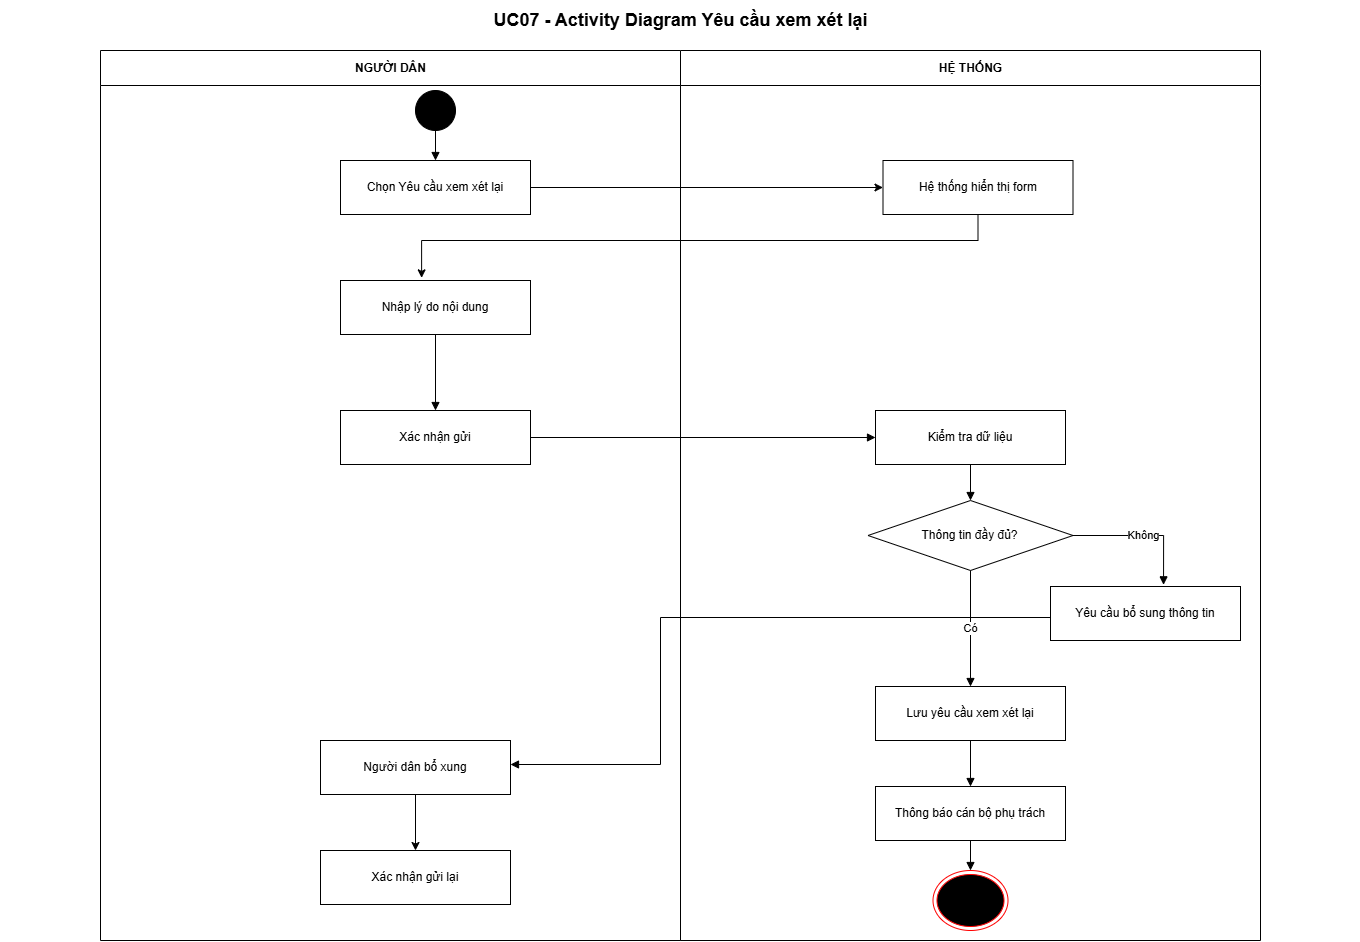 UC07 - Activity Diagram Yêu cầu xem xét lại
NGƯỜI DÂN
HỆ THỐNG
Chọn Yêu cầu xem xét lại
Hệ thống hiển thị form
Nhập lý do nội dung
Xác nhận gửi
Kiểm tra dữ liệu
Thông tin đầy đủ?
Không
Yêu cầu bổ sung thông tin
Có
Lưu yêu cầu xem xét lại
Người dân bổ xung
Thông báo cán bộ phụ trách
Xác nhận gửi lại